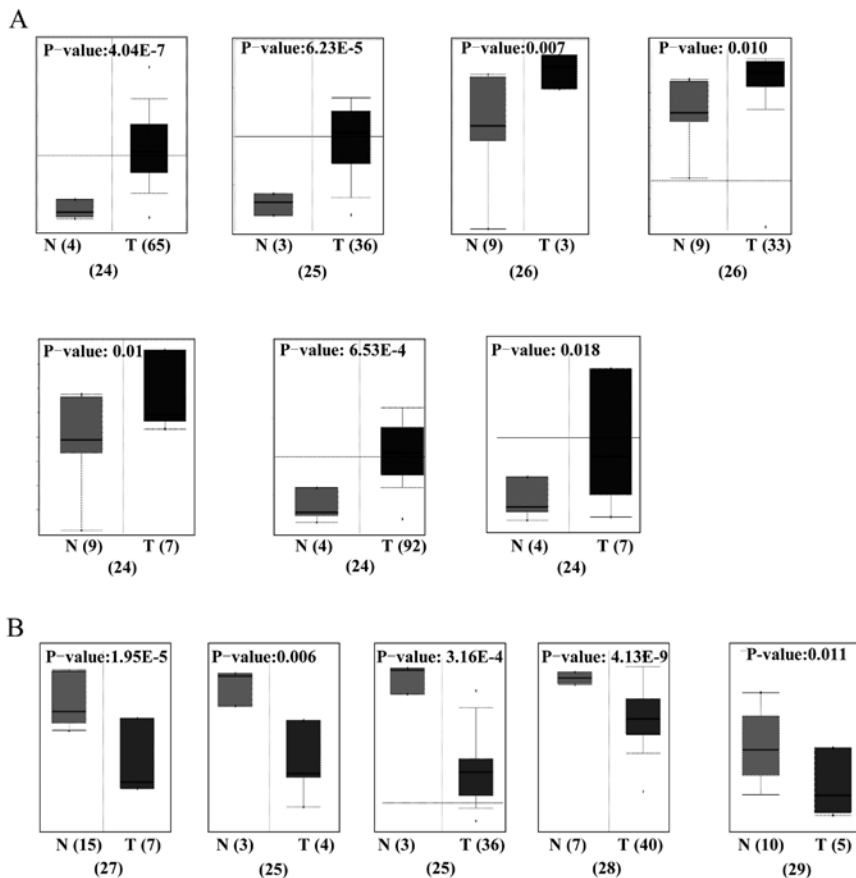 A
P-value:4.04E-7 P-value:6.23E-5 P-value:0.007 P-value: 0.010
N (4) T (65) N (3) T (36) N (9) T (3) N (9) T (33)
(24) (25) (26) (26)
P-value: 0.01 P-value: 6.53E-4 P-value: 0.018
N (9) T (7) N (4) T (92) N (4) T (7)
(24) (24) (24)
B
P-value:1.95E-5 P-value:0.006 P-value: 3.16E-4 P-value: 4.13E-9 P-value:0.011
N (15) T (7) N (3) T (4) N (3) T (36) N (7) T (40) N (10) T (5)
(27) (25) (25) (28) (29)